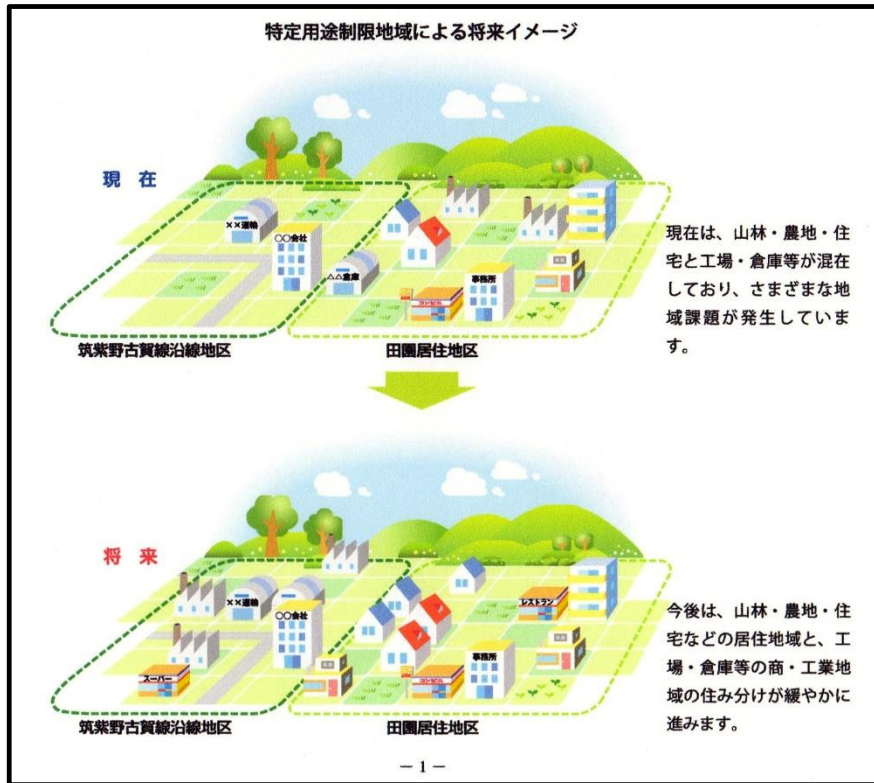 特定用途制限地域による将来イメージ
現 在
××運輸
○○会社
△△倉庫
コンビニ
事務所
現在は、山林・農地・住
宅と工場・倉庫等が混在
しており、さまざまな地
域課題が発生していま
す。
筑紫野古賀線沿線地区
田園居住地区
将 来
××運輸
○○会社
スーパー
レストラン
コンビニ
事務所
今後は、山林・農地・住
宅などの居住地域と、工
場・倉庫等の商・工業地
域の住み分けが緩やかに
進みます。
筑紫野古賀線沿線地区
田園居住地区
－1－